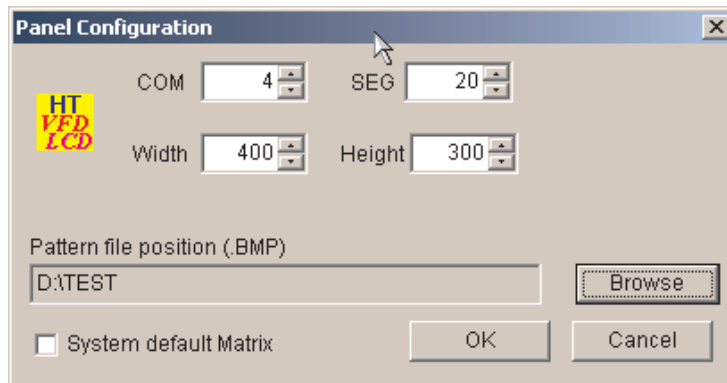 Panel Configuration
COM 4 SEG 20
HT
VFD
LCD
Width 400 Height 300
Pattern file position (.BMP)
D:\TEST
Browse
System default Matrix OK Cancel